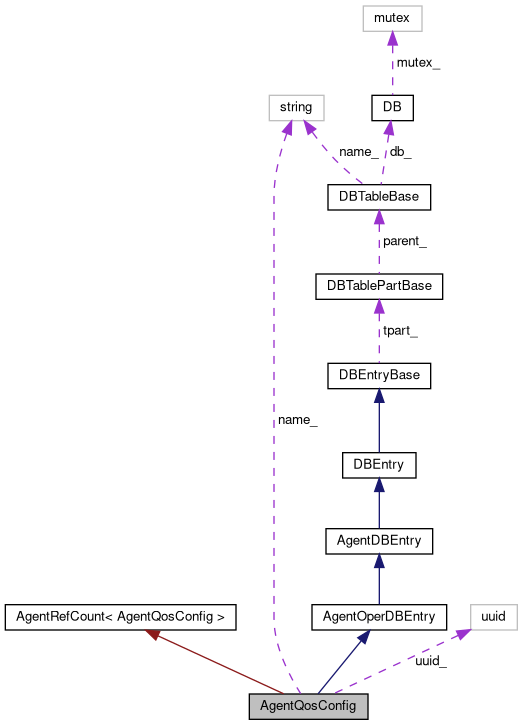 mutex
mutex_
string
DB
name_
db_
DBTableBase
parent_
DBTablePartBase
tpart_
DBEntryBase
name_
DBEntry
AgentDBEntry
AgentRefCount< AgentQosConfig >
AgentOperDBEntry
uuid
uuid_
AgentQosConfig